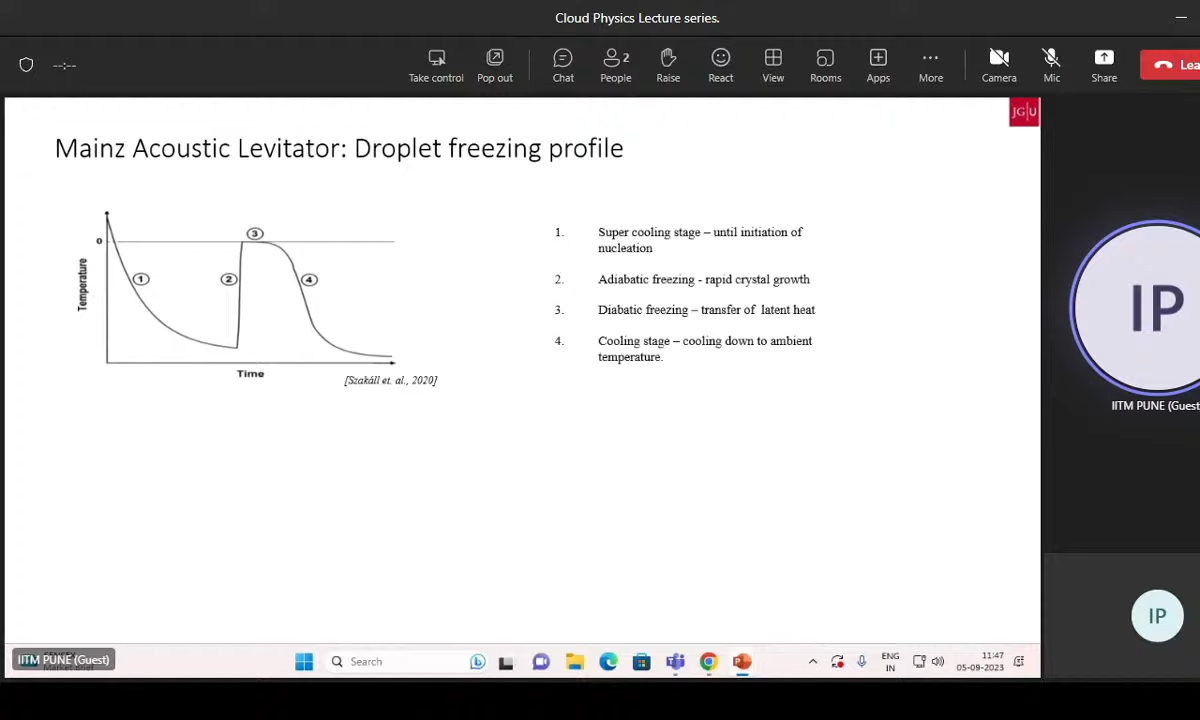 Cloud Physics Lecture series.
--:--
Take control
Pop out
Chat
2
People
Raise
React
View
Rooms
Apps
More
Camera
Mic
Share
Lea
JG|U
Mainz Acoustic Levitator: Droplet freezing profile
0
Temperature
1
2
3
4
Time
[Szakáll et. al., 2020]
1. Super cooling stage – until initiation of
nucleation
2. Adiabatic freezing - rapid crystal growth
3. Diabatic freezing – transfer of latent heat
4. Cooling stage – cooling down to ambient
temperature.
IP
IITM PUNE (Guest
IP
IITM PUNE (Guest)
Search
ENG
IN
11:47
05-09-2023